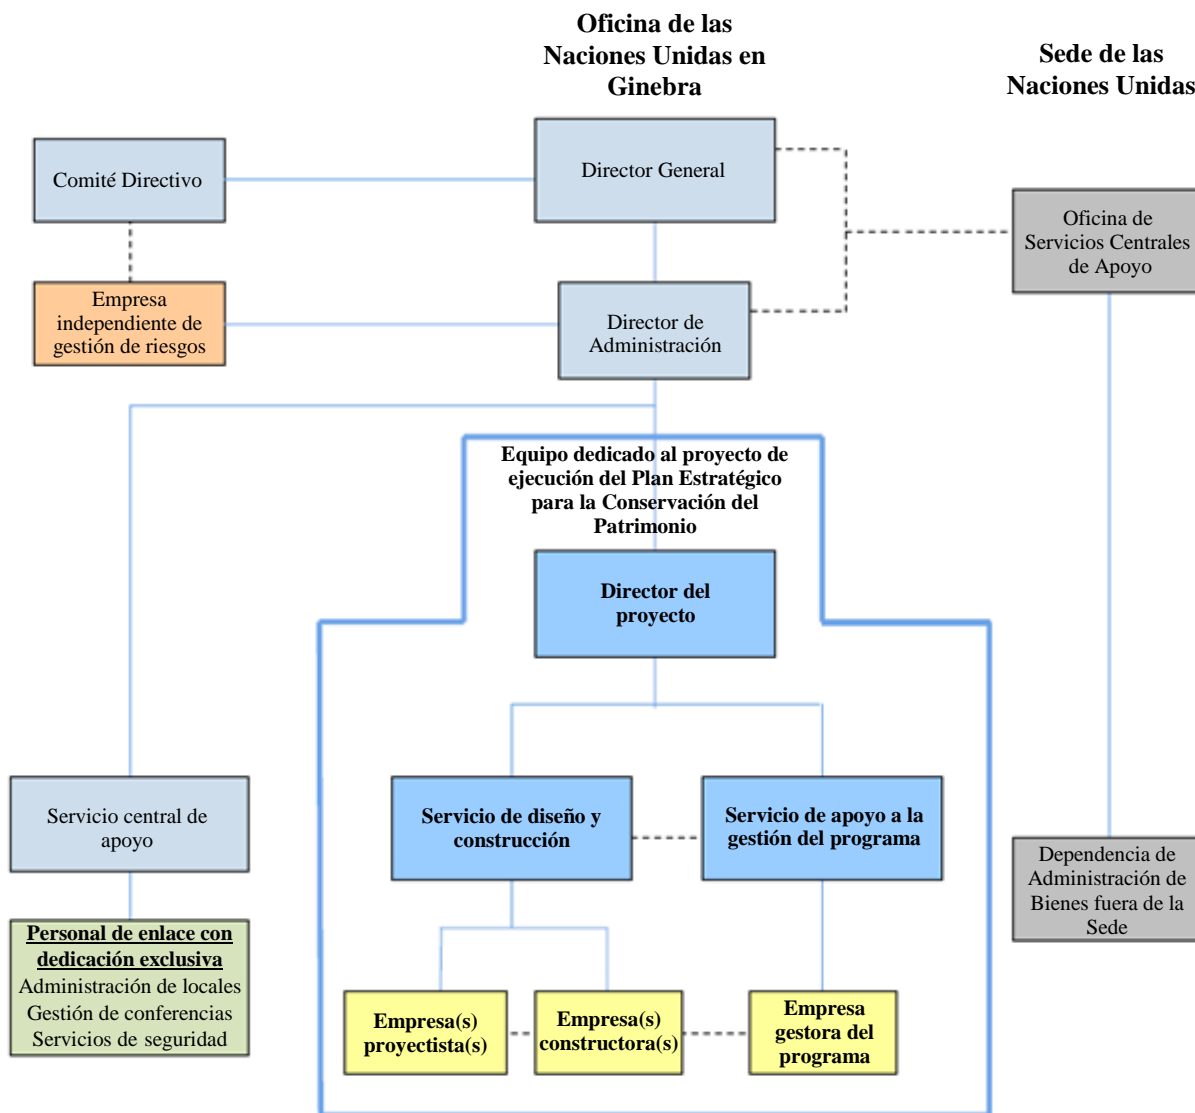 Oficina de las
Naciones Unidas en
Ginebra
Sede de las
Naciones Unidas
Comité Directivo
Director General
Oficina de
Servicios Centrales
de Apoyo
Empresa
independiente de
gestión de riesgos
Director de
Administración
Equipo dedicado al proyecto de
ejecución del Plan Estratégico
para la Conservación del
Patrimonio
Director del
proyecto
Servicio central de
apoyo
Servicio de diseño y
construcción
Servicio de apoyo a la
gestión del programa
Dependencia de
Administración de
Bienes fuera de la
Sede
Personal de enlace con
dedicación exclusiva
Administración de locales
Gestión de conferencias
Servicios de seguridad
Empresa(s)
proyectista(s)
Empresa(s)
constructora(s)
Empresa
gestora del
programa